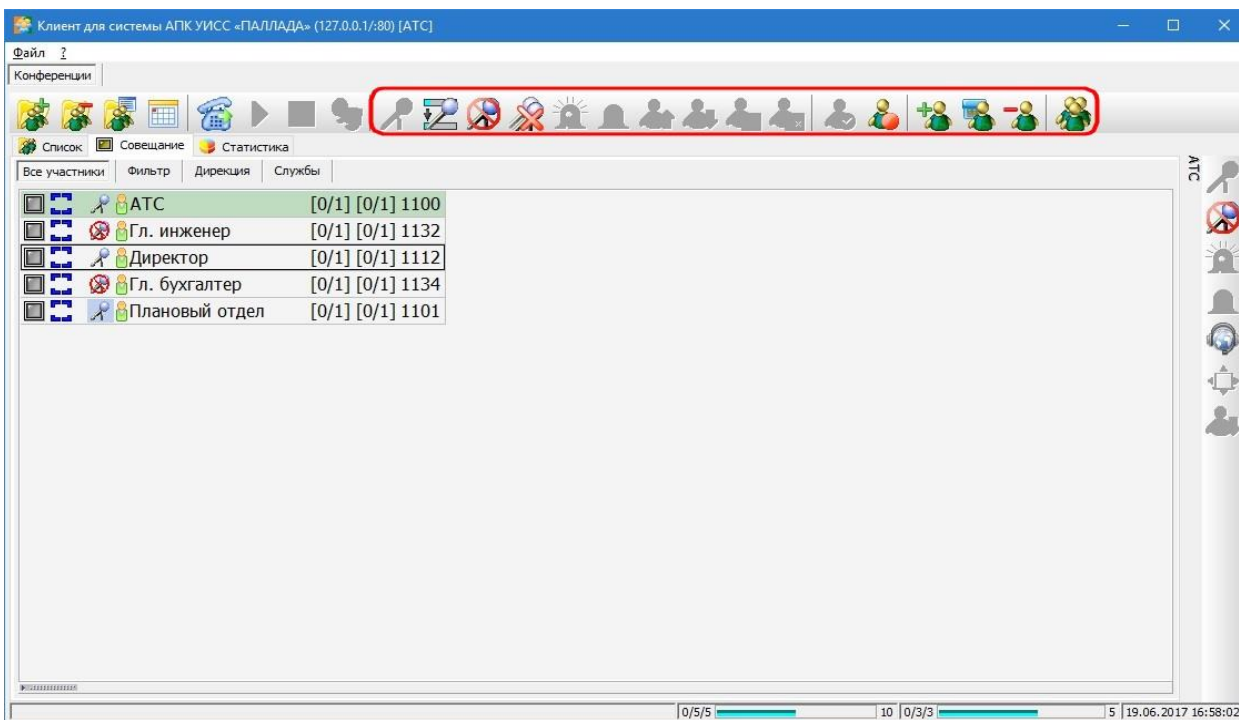 Клиент для системы АПК УИСС «ПАЛЛАДА» (127.0.0.1/:80) [АТС]
Файл ?
Конференции
Список Совещание Статистика
Все участники Фильтр Дирекция Службы
АТС [0/1] [0/1] 1100
Гл. инженер [0/1] [0/1] 1132
Директор [0/1] [0/1] 1112
Гл. бухгалтер [0/1] [0/1] 1134
Плановый отдел [0/1] [0/1] 1101
АТС
0/5/5 10 0/3/3 5 19.06.2017 16:58:02